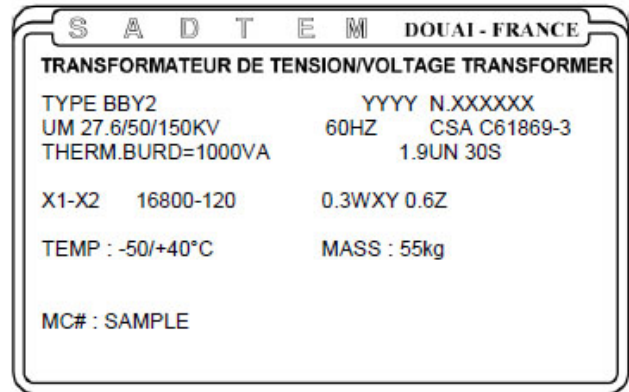 SADTEM DOUAI - FRANCE
TRANSFORMATEUR DE TENSION/VOLTAGE TRANSFORMER
TYPE BBY2 YYYY N.XXXXXX
UM 27.6/50/150KV 60HZ CSA C61869-3
THERM.BURD=1000VA 1.9UN 30S
X1-X2 16800-120 0.3WXY 0.6Z
TEMP : -50/+40°C MASS : 55kg
MC# : SAMPLE